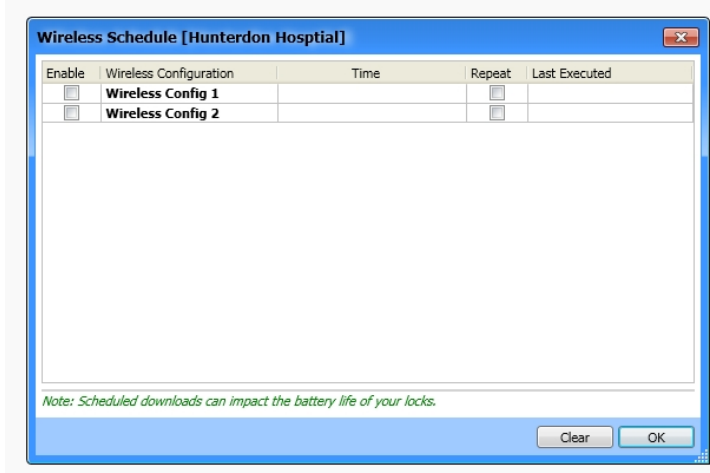 Wireless Schedule [Hunterdon Hosptial]
Enable Wireless Configuration Time Repeat Last Executed
Wireless Config 1
Wireless Config 2
Note: Scheduled downloads can impact the battery life of your locks.
Clear OK